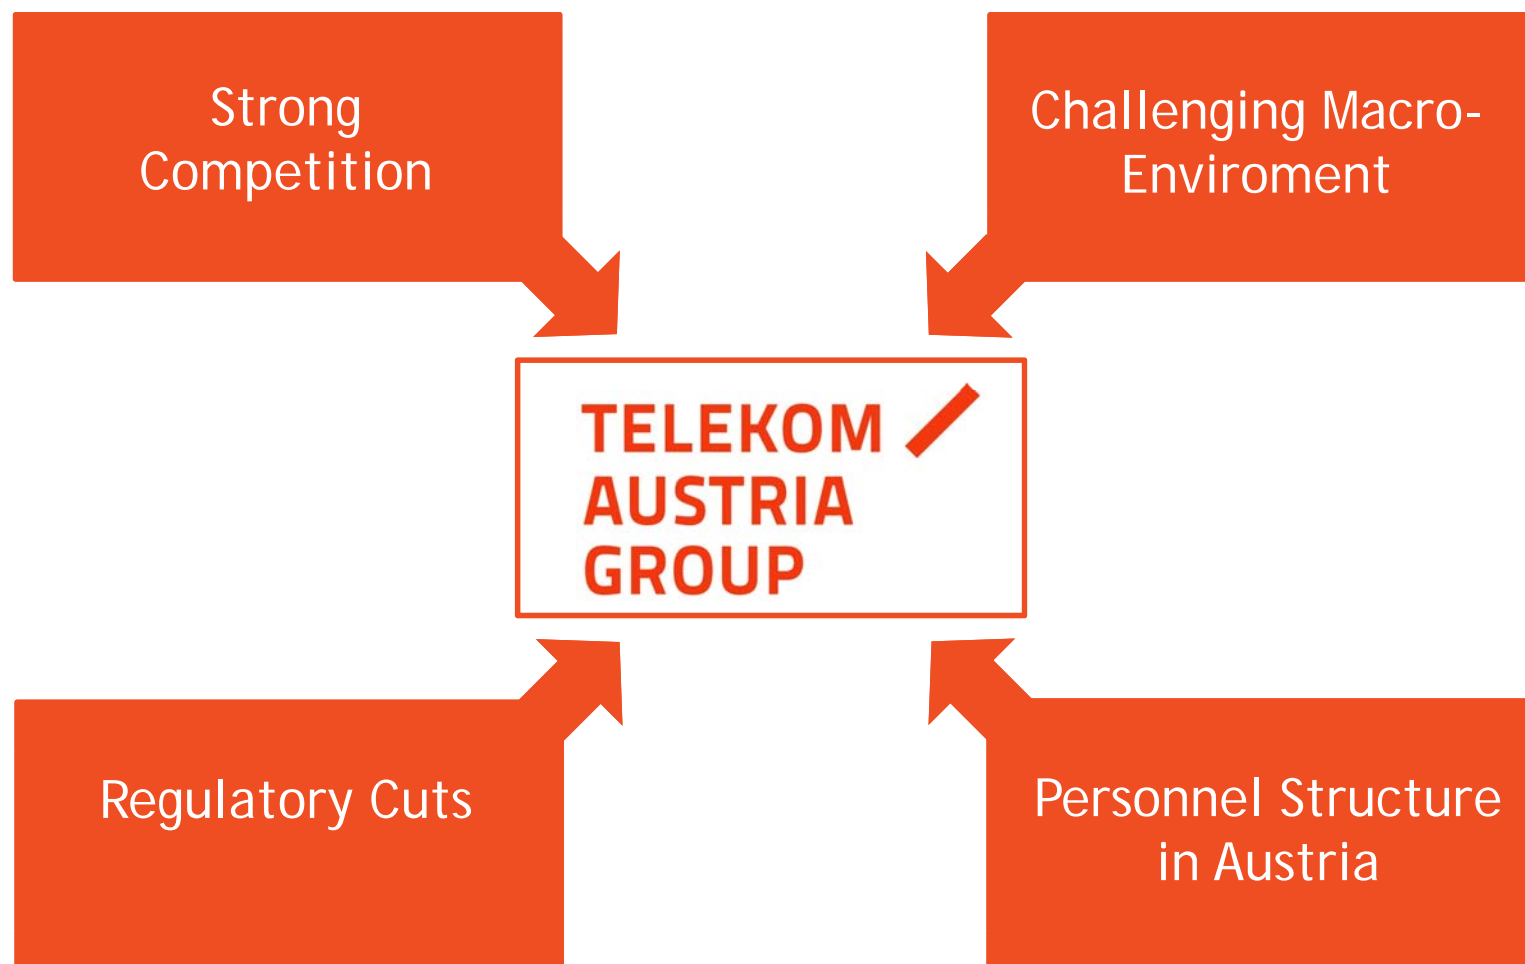 Strong
Competition
Challenging Macro-
Enviroment
TELEKOM
AUSTRIA
GROUP
Regulatory Cuts
Personnel Structure
in Austria